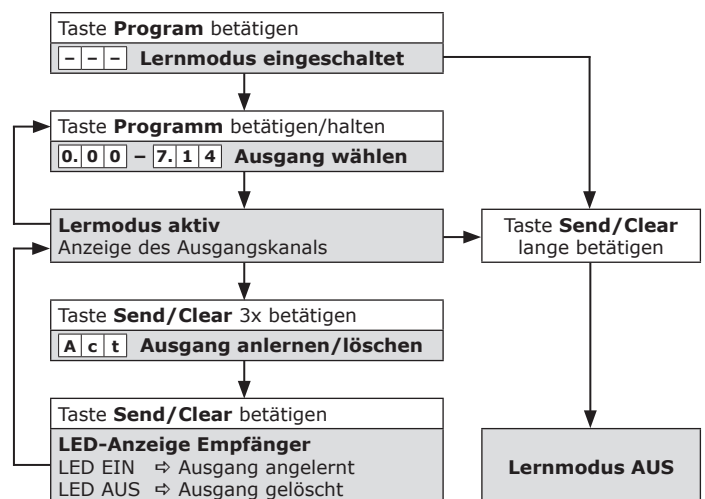 Taste Program betätigen
– – – Lernmodus eingeschaltet
Taste Programm betätigen/halten
0. 0 0 – 7. 1 4 Ausgang wählen
Lermodus aktiv
Anzeige des Ausgangskanals
Taste Send/Clear
lange betätigen
Taste Send/Clear 3x betätigen
A c t Ausgang anlernen/löschen
Taste Send/Clear betätigen
LED-Anzeige Empfänger
LED EIN ⇨ Ausgang angelernt
LED AUS ⇨ Ausgang gelöscht
Lernmodus AUS